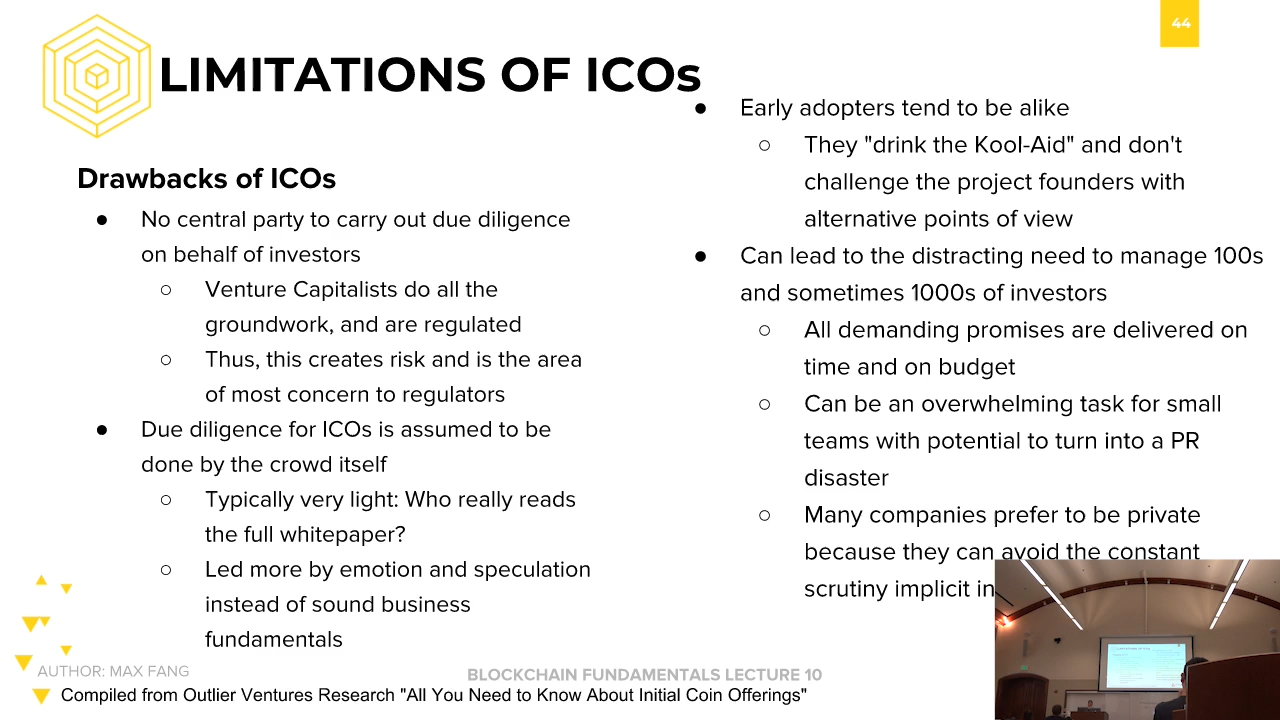 44
LIMITATIONS OF ICOs
Drawbacks of ICOs
● No central party to carry out due diligence
on behalf of investors
○ Venture Capitalists do all the
groundwork, and are regulated
○ Thus, this creates risk and is the area
of most concern to regulators
● Due diligence for ICOs is assumed to be
done by the crowd itself
○ Typically very light: Who really reads
the full whitepaper?
○ Led more by emotion and speculation
instead of sound business
fundamentals
● Early adopters tend to be alike
○ They "drink the Kool-Aid" and don't
challenge the project founders with
alternative points of view
● Can lead to the distracting need to manage 100s
and sometimes 1000s of investors
○ All demanding promises are delivered on
time and on budget
○ Can be an overwhelming task for small
teams with potential to turn into a PR
disaster
○ Many companies prefer to be private
because they can avoid the constant
scrutiny implicit in
AUTHOR: MAX FANG
BLOCKCHAIN FUNDAMENTALS LECTURE 10
Compiled from Outlier Ventures Research "All You Need to Know About Initial Coin Offerings"